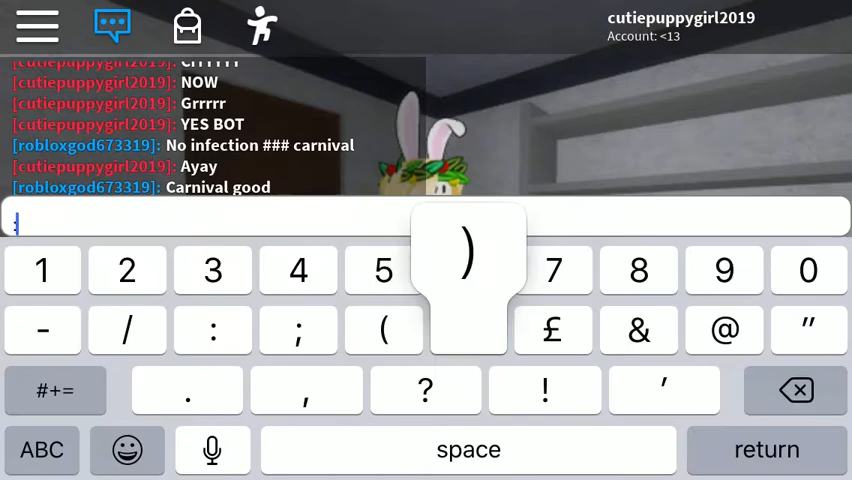 cutiepuppygirl2019
Account: <13
[cutiepuppygirl2019]:
[cutiepuppygirl2019]: NOW
[cutiepuppygirl2019]: Grrrrr
[cutiepuppygirl2019]: YES BOT
[robloxgod673319]: No infection ### carnival
[cutiepuppygirl2019]: Ayay
[robloxgod673319]: Carnival good
:
)
1 2 3 4 5 7 8 9 0
- / : ; ( £ & @ "
#+= . , ? ! '
ABC space return